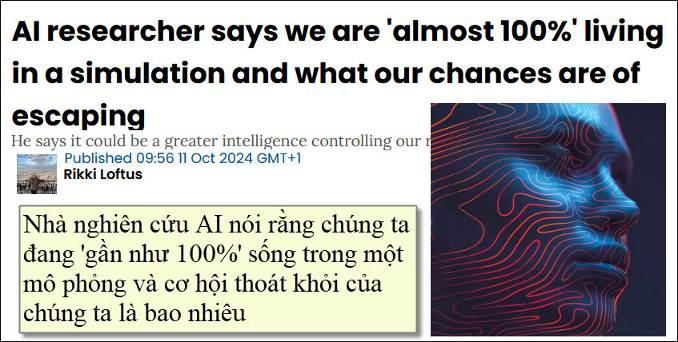 AI researcher says we are 'almost 100%' living
in a simulation and what our chances are of
escaping
He says it could be a greater intelligence controlling our
Published 09:56 11 Oct 2024 GMT+1
Rikki Loftus
Nhà nghiên cứu AI nói rằng chúng ta
đang 'gần như 100%' sống trong một
mô phỏng và cơ hội thoát khỏi của
chúng ta là bao nhiêu